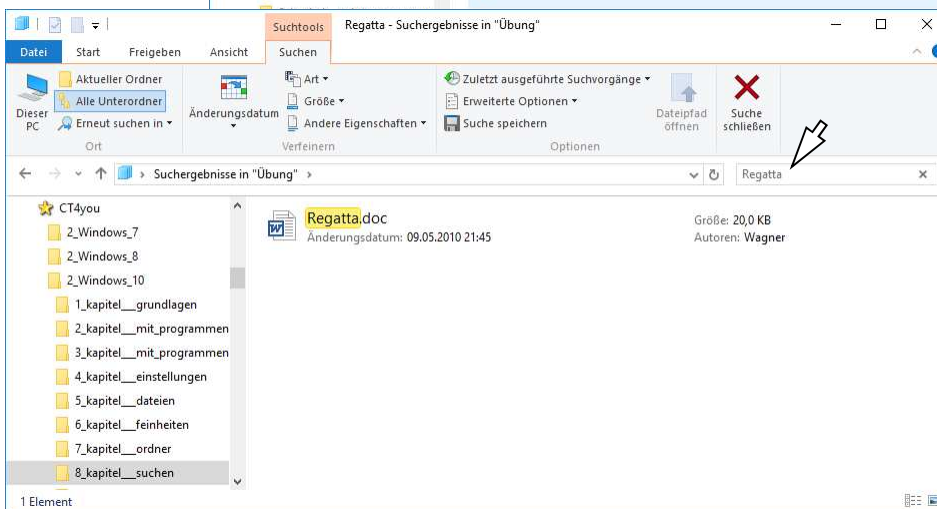 Suchtools
Regatta - Suchergebnisse in "Übung"
Datei
Start
Freigeben
Ansicht
Suchen
Dieser PC
Aktueller Ordner
Alle Unterordner
Erneut suchen in
Ort
Änderungsdatum
Art
Größe
Andere Eigenschaften
Verfeinern
Zuletzt ausgeführte Suchvorgänge
Erweiterte Optionen
Suche speichern
Dateipfad öffnen
Suche schließen
Optionen
Suchergebnisse in "Übung"
Regatta
CT4you
2_Windows_7
2_Windows_8
2_Windows_10
1_kapitel___grundlagen
2_kapitel__mit_programmen
3_kapitel__mit_programmen
4_kapitel__einstellungen
5_kapitel__dateien
6_kapitel__feinheiten
7_kapitel__ordner
8_kapitel__suchen
Regatta.doc
Änderungsdatum: 09.05.2010 21:45
Größe: 20,0 KB
Autoren: Wagner
1 Element